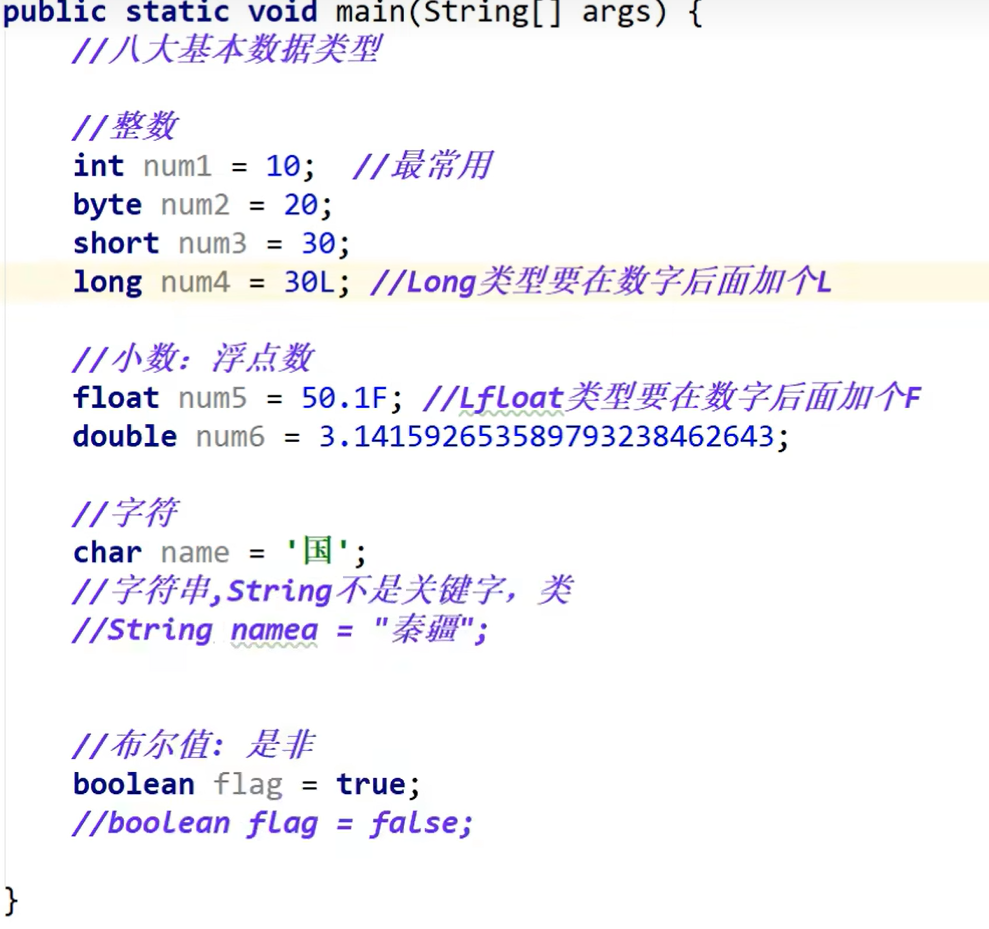 public static void main(String[] args) {
//八大基本数据类型
//整数
int num1 = 10; //最常用
byte num2 = 20;
short num3 = 30;
long num4 = 30L; //Long类型要在数字后面加个L
//小数：浮点数
float num5 = 50.1F; //Lfloat类型要在数字后面加个F
double num6 = 3.141592653589793238462643;
//字符
char name = '国';
//字符串,String不是关键字，类
//String namea = "秦疆";
//布尔值：是非
boolean flag = true;
//boolean flag = false;
}